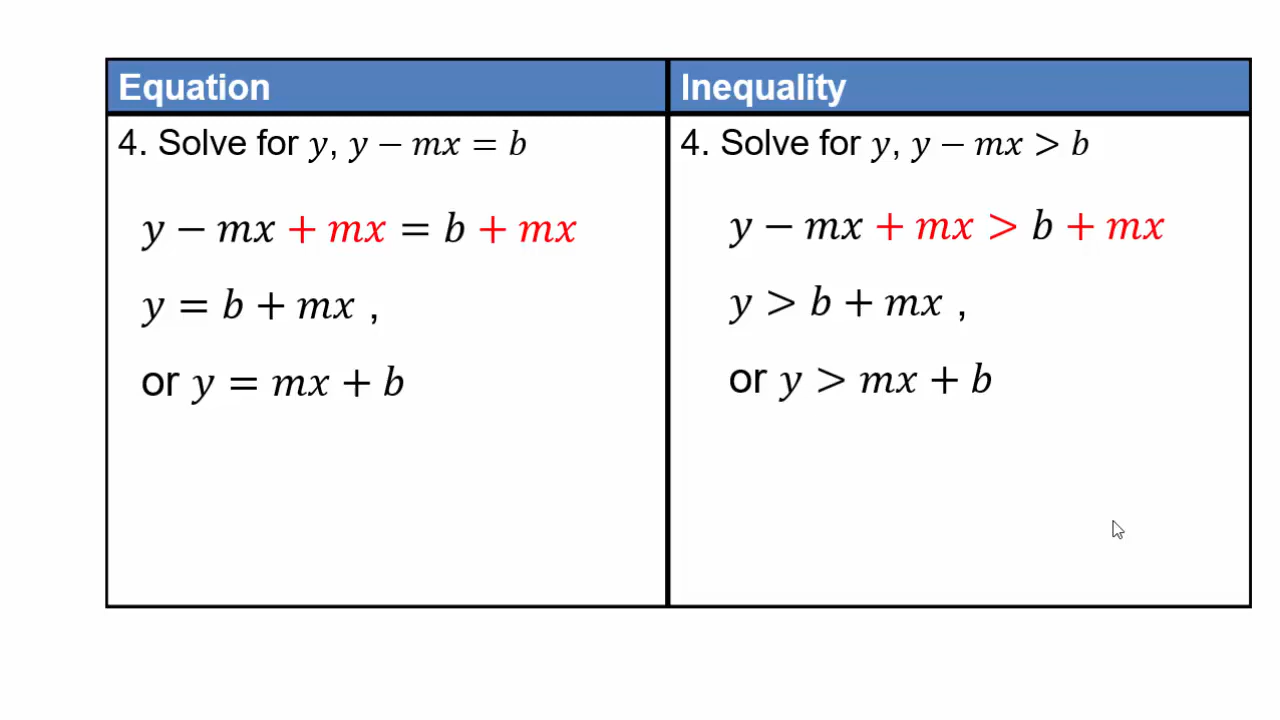 Equation
4. Solve for y, y − mx = b
y − mx + mx = b + mx
y = b + mx ,
or y = mx + b
Inequality
4. Solve for y, y − mx > b
y − mx + mx > b + mx
y > b + mx ,
or y > mx + b